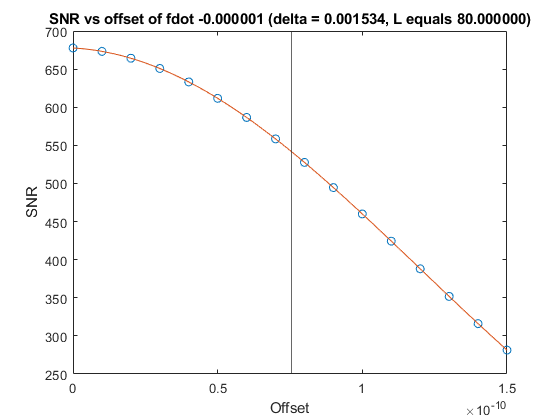 SNR vs offset of fdot -0.000001 (delta = 0.001534, L equals 80.000000)
700
650
600
550
500
450
400
350
300
250
SNR
0 0.5 1 1.5
Offset
×10⁻¹⁰